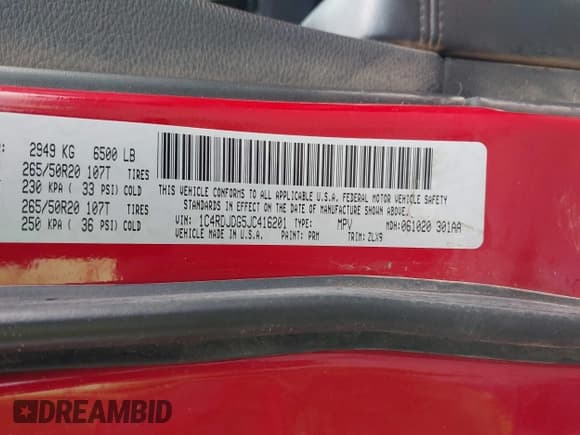 R: 2949 KG 6500 LB
265/50R20 107T TIRES
230 KPA ( 33 PSI) COLD
265/50R20 107T TIRES
250 KPA ( 36 PSI) COLD
THIS VEHICLE CONFORMS TO ALL APPLICABLE U.S.A. FEDERAL MOTOR VEHICLE SAFETY
STANDARDS IN EFFECT ON THE DATE OF MANUFACTURE SHOWN ABOVE.
VIN: 1C4RDJDG5JC416201 TYPE: MPV MDH:061020 301AA
VEHICLE MADE IN U.S.A. PAINT: PRM TRIM: ZLX9
DREAMBID